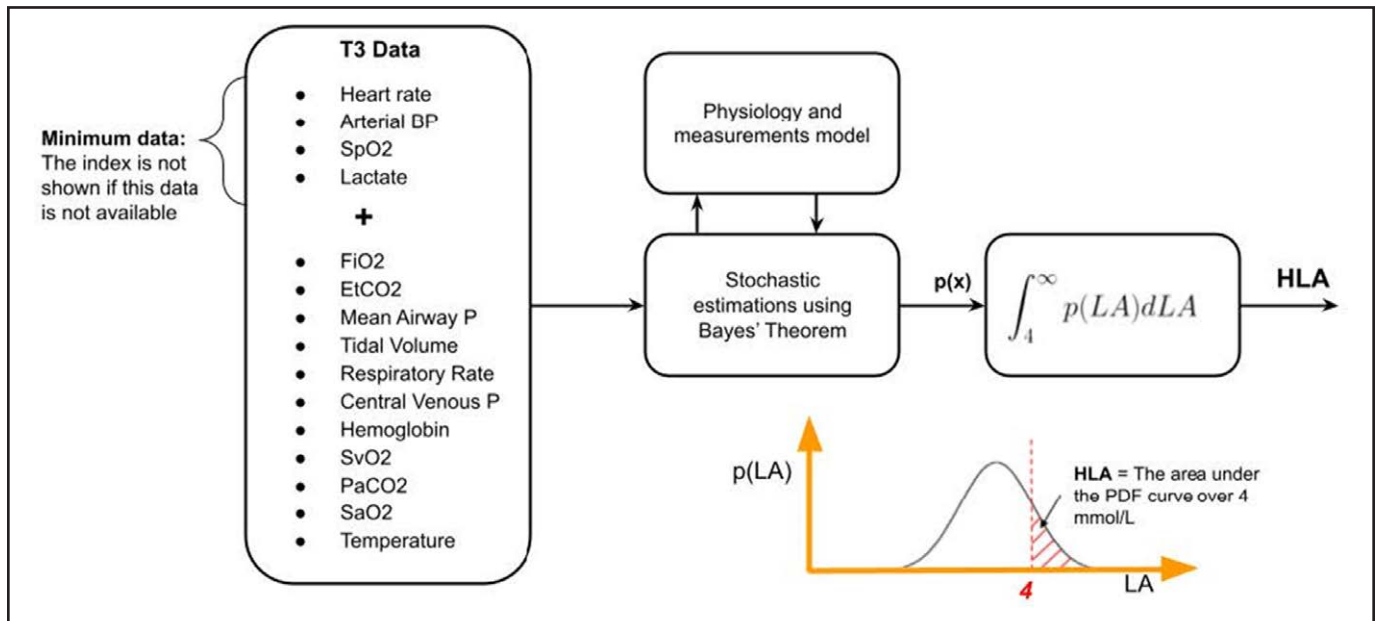 T3 Data
Minimum data:
The index is not
shown if this data
is not available
• Heart rate
• Arterial BP
• SpO2
• Lactate
+
• FiO2
• EtCO2
• Mean Airway P
• Tidal Volume
• Respiratory Rate
• Central Venous P
• Hemoglobin
• SvO2
• PaCO2
• SaO2
• Temperature
Physiology and
measurements model
Stochastic
estimations using
Bayes' Theorem
p(x)
∫₄^∞ p(LA)dLA
HLA
p(LA)
HLA = The area under
the PDF curve over 4
mmol/L
4
LA